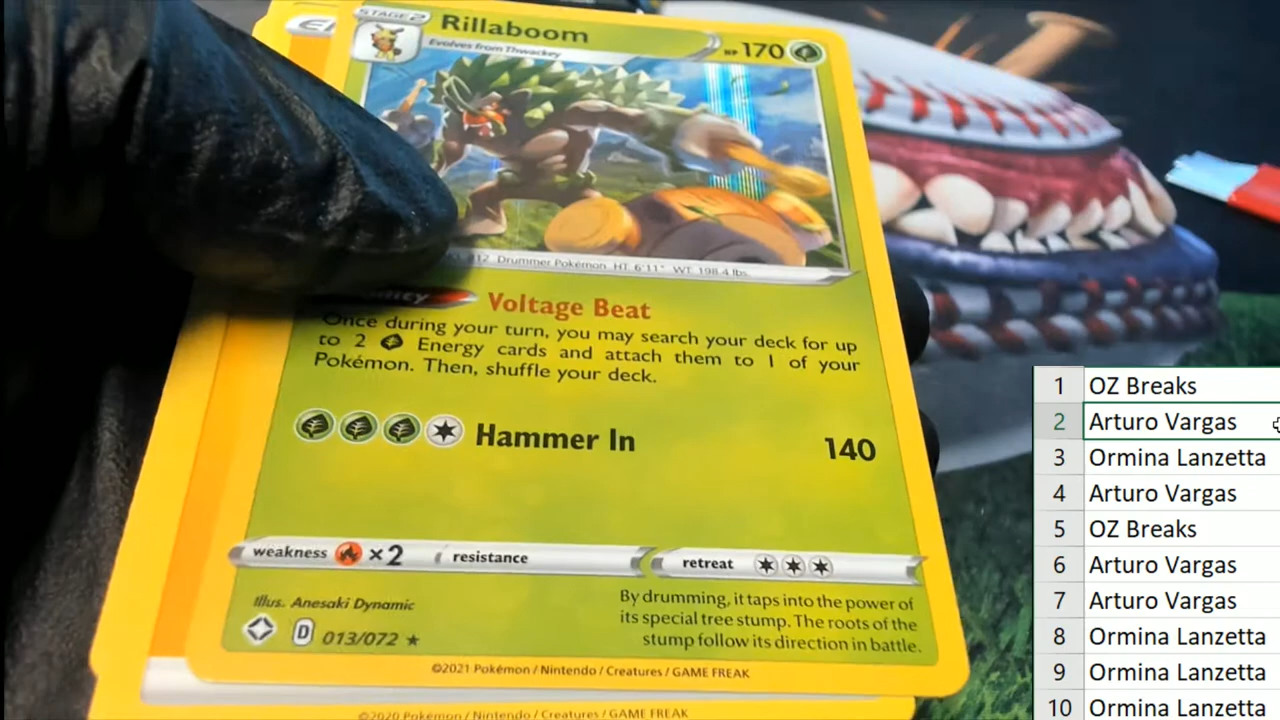 STAGE 2
Rillaboom
Evolves from Thwackey
HP 170
Drummer Pokémon HT. 6'11" WT. 198.4 lbs.
Voltage Beat
Once during your turn, you may search your deck for up
to 2 Energy cards and attach them to 1 of your
Pokémon. Then, shuffle your deck.
Hammer In 140
weakness ×2 resistance retreat
Illus. Anesaki Dynamic
D 013/072 ★
By drumming, it taps into the power of
its special tree stump. The roots of the
stump follow its direction in battle.
©2021 Pokémon / Nintendo / Creatures / GAME FREAK
©2020 Pokémon / Nintendo / Creatures / GAME FREAK
1 OZ Breaks
2 Arturo Vargas
3 Ormina Lanzetta
4 Arturo Vargas
5 OZ Breaks
6 Arturo Vargas
7 Arturo Vargas
8 Ormina Lanzetta
9 Ormina Lanzetta
10 Ormina Lanzetta